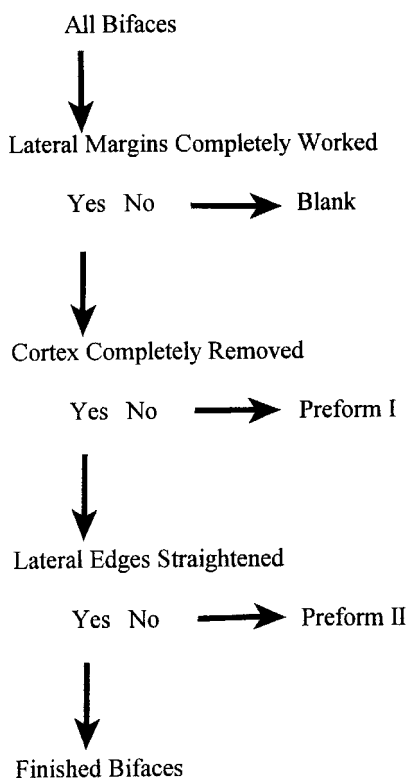 All Bifaces
Lateral Margins Completely Worked
Yes No Blank
Cortex Completely Removed
Yes No Preform I
Lateral Edges Straightened
Yes No Preform II
Finished Bifaces